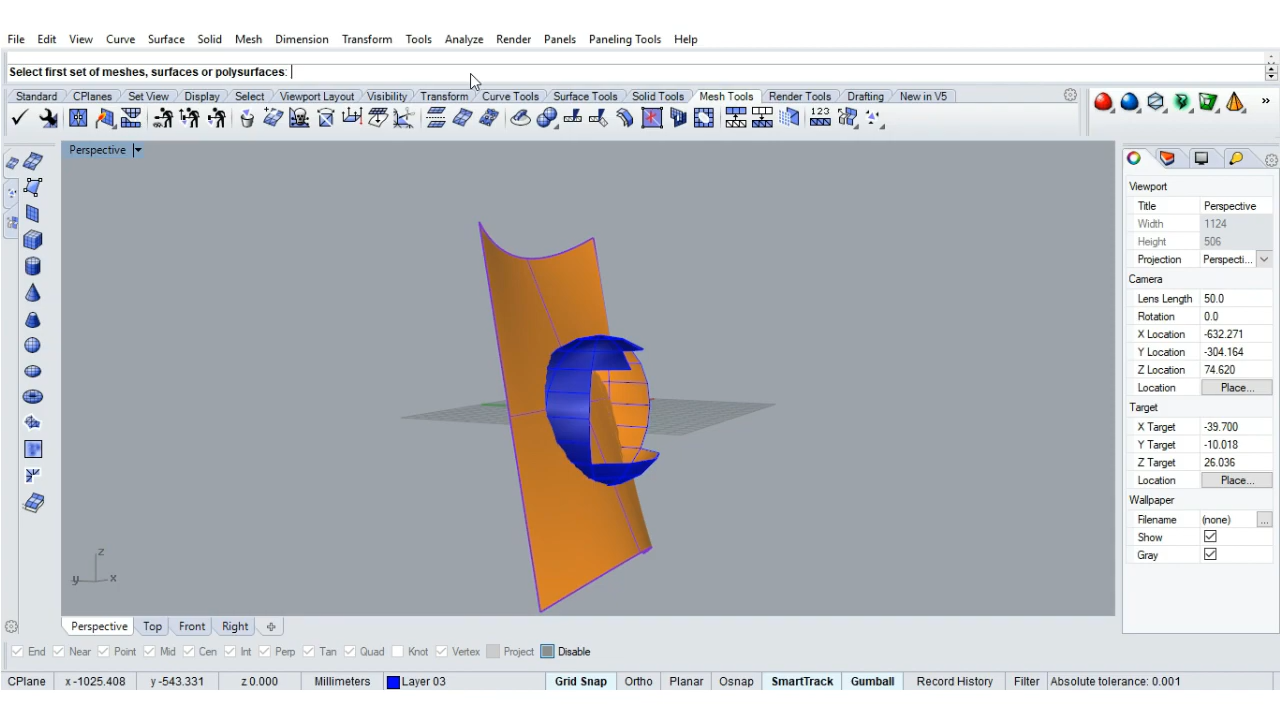 File Edit View Curve Surface Solid Mesh Dimension Transform Tools Analyze Render Panels Paneling Tools Help
Select first set of meshes, surfaces or polysurfaces:
Standard CPlanes Set View Display Select Viewport Layout Visibility Transform Curve Tools Surface Tools Solid Tools Mesh Tools Render Tools Drafting New in V5
123
»
Perspective
Viewport
Title Perspective
Width 1124
Height 506
Projection Perspecti...
Camera
Lens Length 50.0
Rotation 0.0
X Location -632.271
Y Location -304.164
Z Location 74.620
Location Place...
Target
X Target -39.700
Y Target -10.018
Z Target 26.036
Location Place...
Wallpaper
Filename (none) ...
Show
Gray
z
y x
Perspective Top Front Right
End Near Point Mid Cen Int Perp Tan Quad Knot Vertex Project Disable
CPlane x -1025.408 y -543.331 z 0.000 Millimeters Layer 03 Grid Snap Ortho Planar Osnap SmartTrack Gumball Record History Filter Absolute tolerance: 0.001